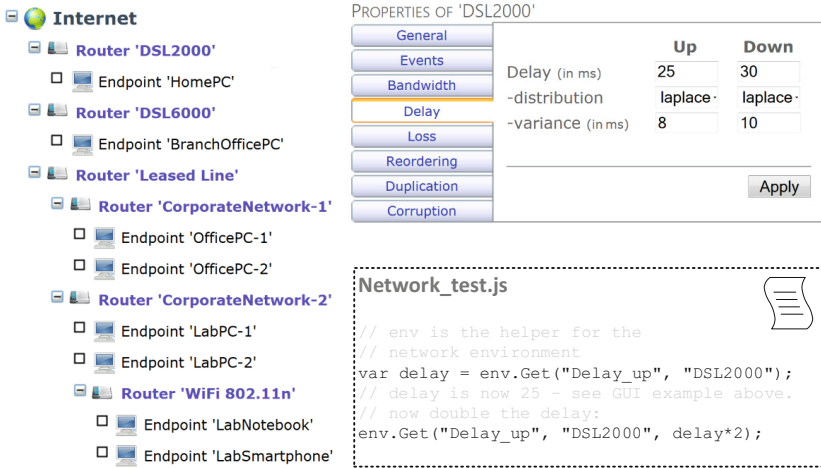 Internet
Router 'DSL2000'
Endpoint 'HomePC'
Router 'DSL6000'
Endpoint 'BranchOfficePC'
Router 'Leased Line'
Router 'CorporateNetwork-1'
Endpoint 'OfficePC-1'
Endpoint 'OfficePC-2'
Router 'CorporateNetwork-2'
Endpoint 'LabPC-1'
Endpoint 'LabPC-2'
Router 'WiFi 802.11n'
Endpoint 'LabNotebook'
Endpoint 'LabSmartphone'
PROPERTIES OF 'DSL2000'
General
Events
Bandwidth
Delay
Loss
Reordering
Duplication
Corruption
Up Down
Delay (in ms) 25 30
-distribution laplace laplace
-variance (in ms) 8 10
Apply
Network_test.js
// env is the helper for the
// network environment
var delay = env.Get("Delay_up", "DSL2000");
// delay is now 25 – see GUI example above.
// now double the delay:
env.Get("Delay_up", "DSL2000", delay*2);